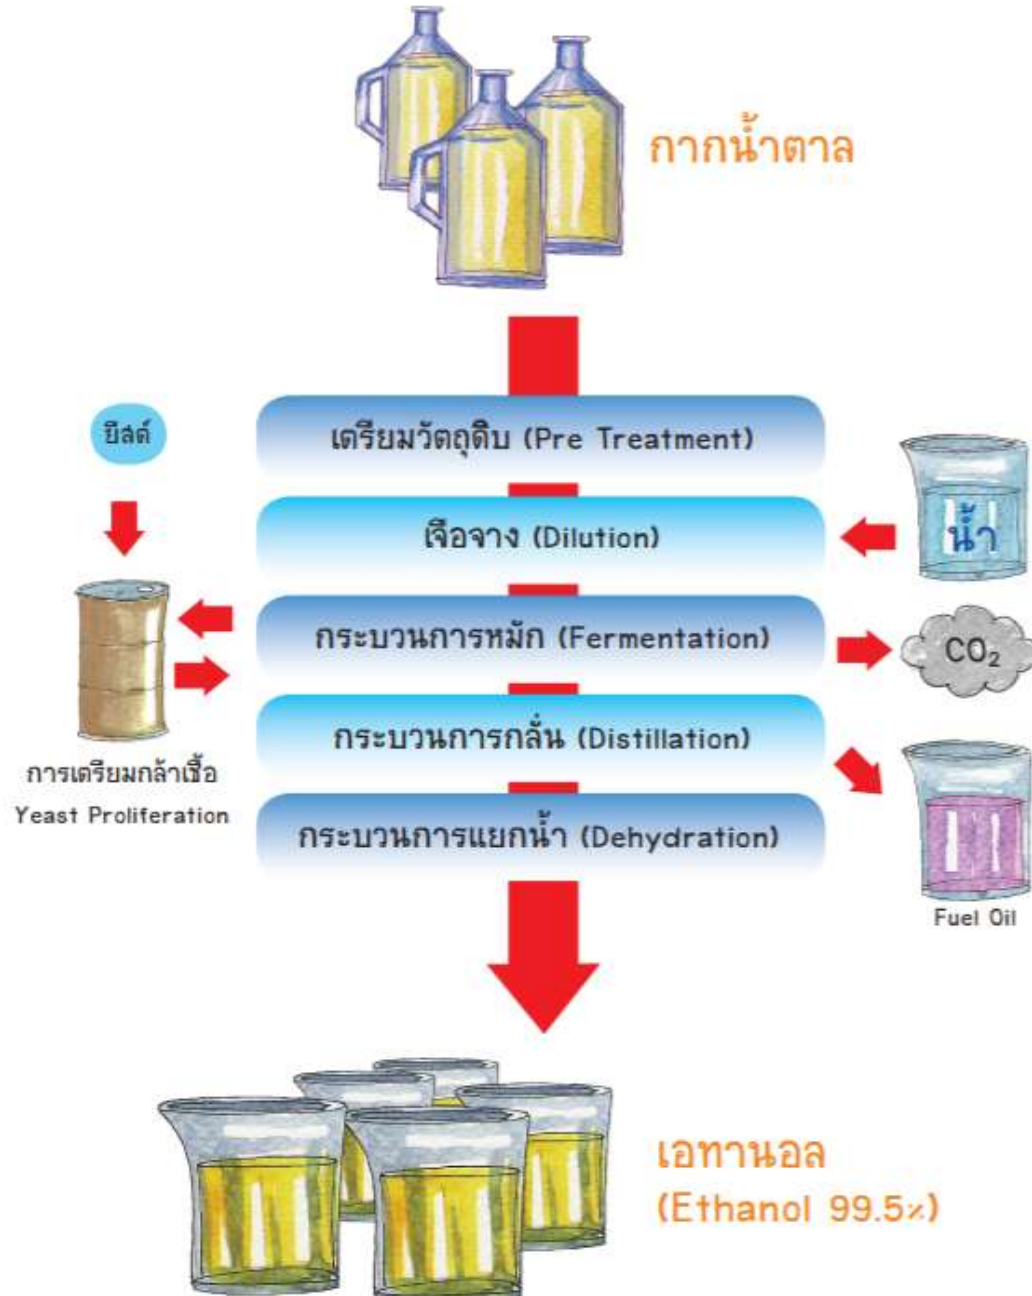 กากน้ำตาล
ยีสต์
เตรียมวัตถุดิบ (Pre Treatment)
เจือจาง (Dilution)
น้ำ
กระบวนการหมัก (Fermentation)
CO₂
กระบวนการกลั่น (Distillation)
การเตรียมกล้าเชื้อ
Yeast Proliferation
กระบวนการแยกน้ำ (Dehydration)
Fuel Oil
เอทานอล
(Ethanol 99.5%)